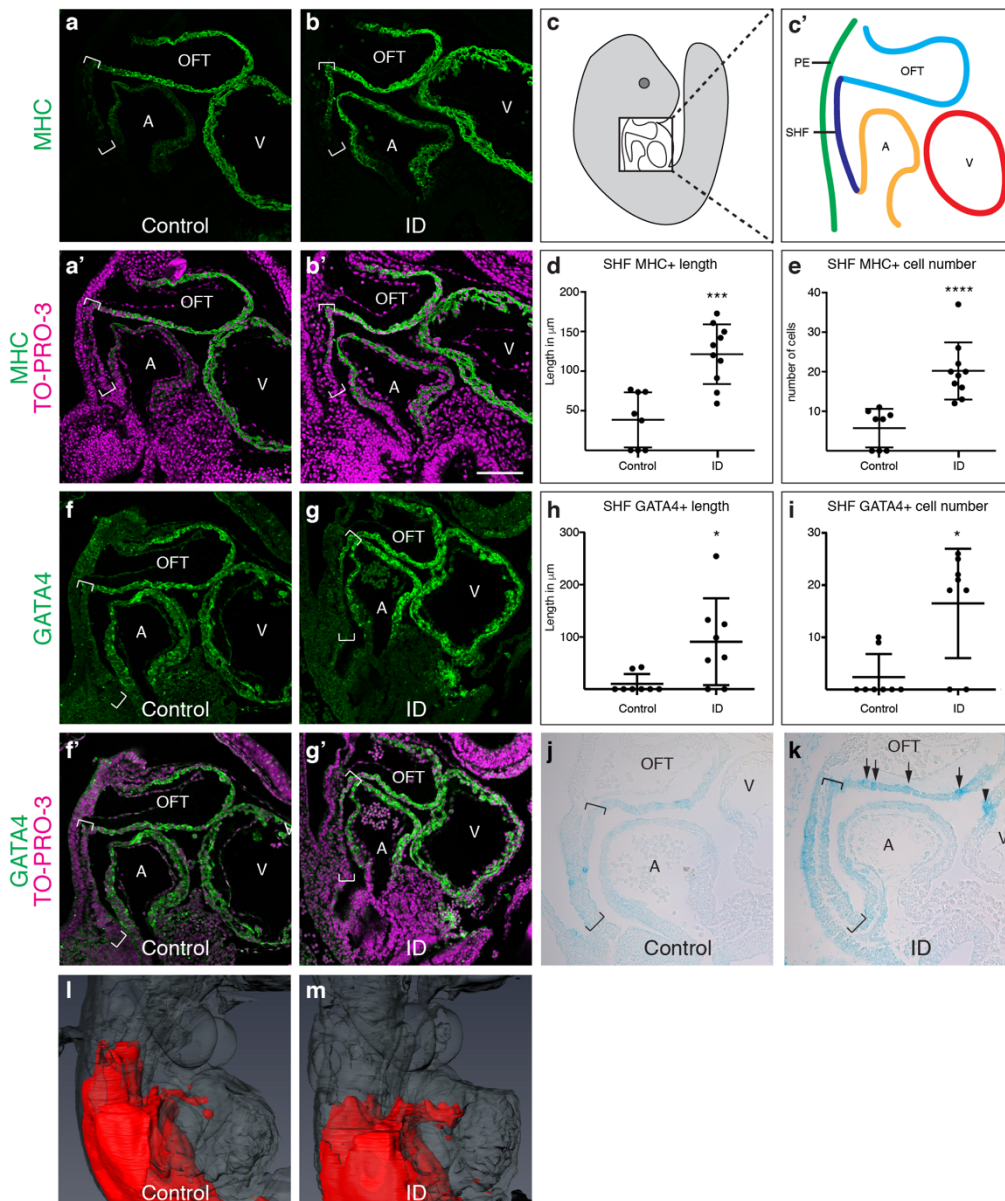 a
OFT
A
V
Control
MHC
b
OFT
A
V
ID
c
c'
PE
OFT
SHF
A
V
a'
OFT
A
V
MHC
TO-PRO-3
b'
OFT
A
V
d
SHF MHC+ length
Length in μm
200
150
100
50
***
Control
ID
e
SHF MHC+ cell number
number of cells
40
30
20
10
****
Control
ID
f
OFT
A
V
Control
GATA4
g
OFT
A
V
ID
h
SHF GATA4+ length
Length in μm
300
200
100
0
*
Control
ID
i
SHF GATA4+ cell number
30
20
10
0
*
Control
ID
f'
OFT
A
V
Control
GATA4
TO-PRO-3
g'
OFT
A
V
ID
j
OFT
V
A
Control
k
OFT
V
A
ID
l
Control
m
ID